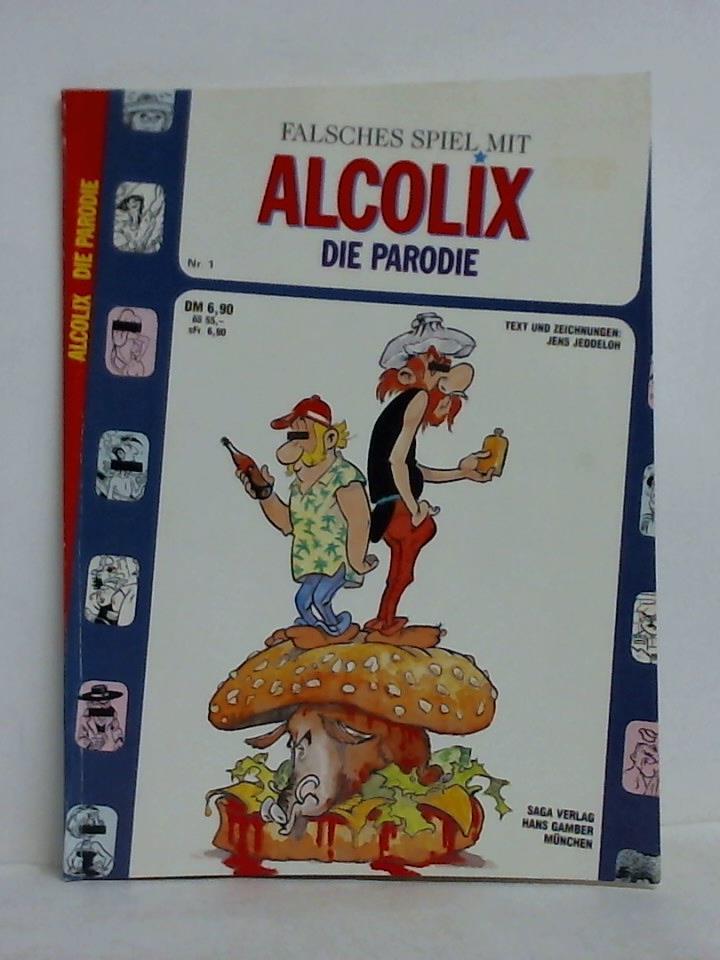 ALCOLIX DIE PARODIE
FALSCHES SPIEL MIT
ALCOLIX
DIE PARODIE
Nr. 1
DM 6,90
öS 55,-
sFr 6,90
TEXT UND ZEICHNUNGEN:
JENS JEDDELOH
SAGA VERLAG
HANS GAMBER
MÜNCHEN